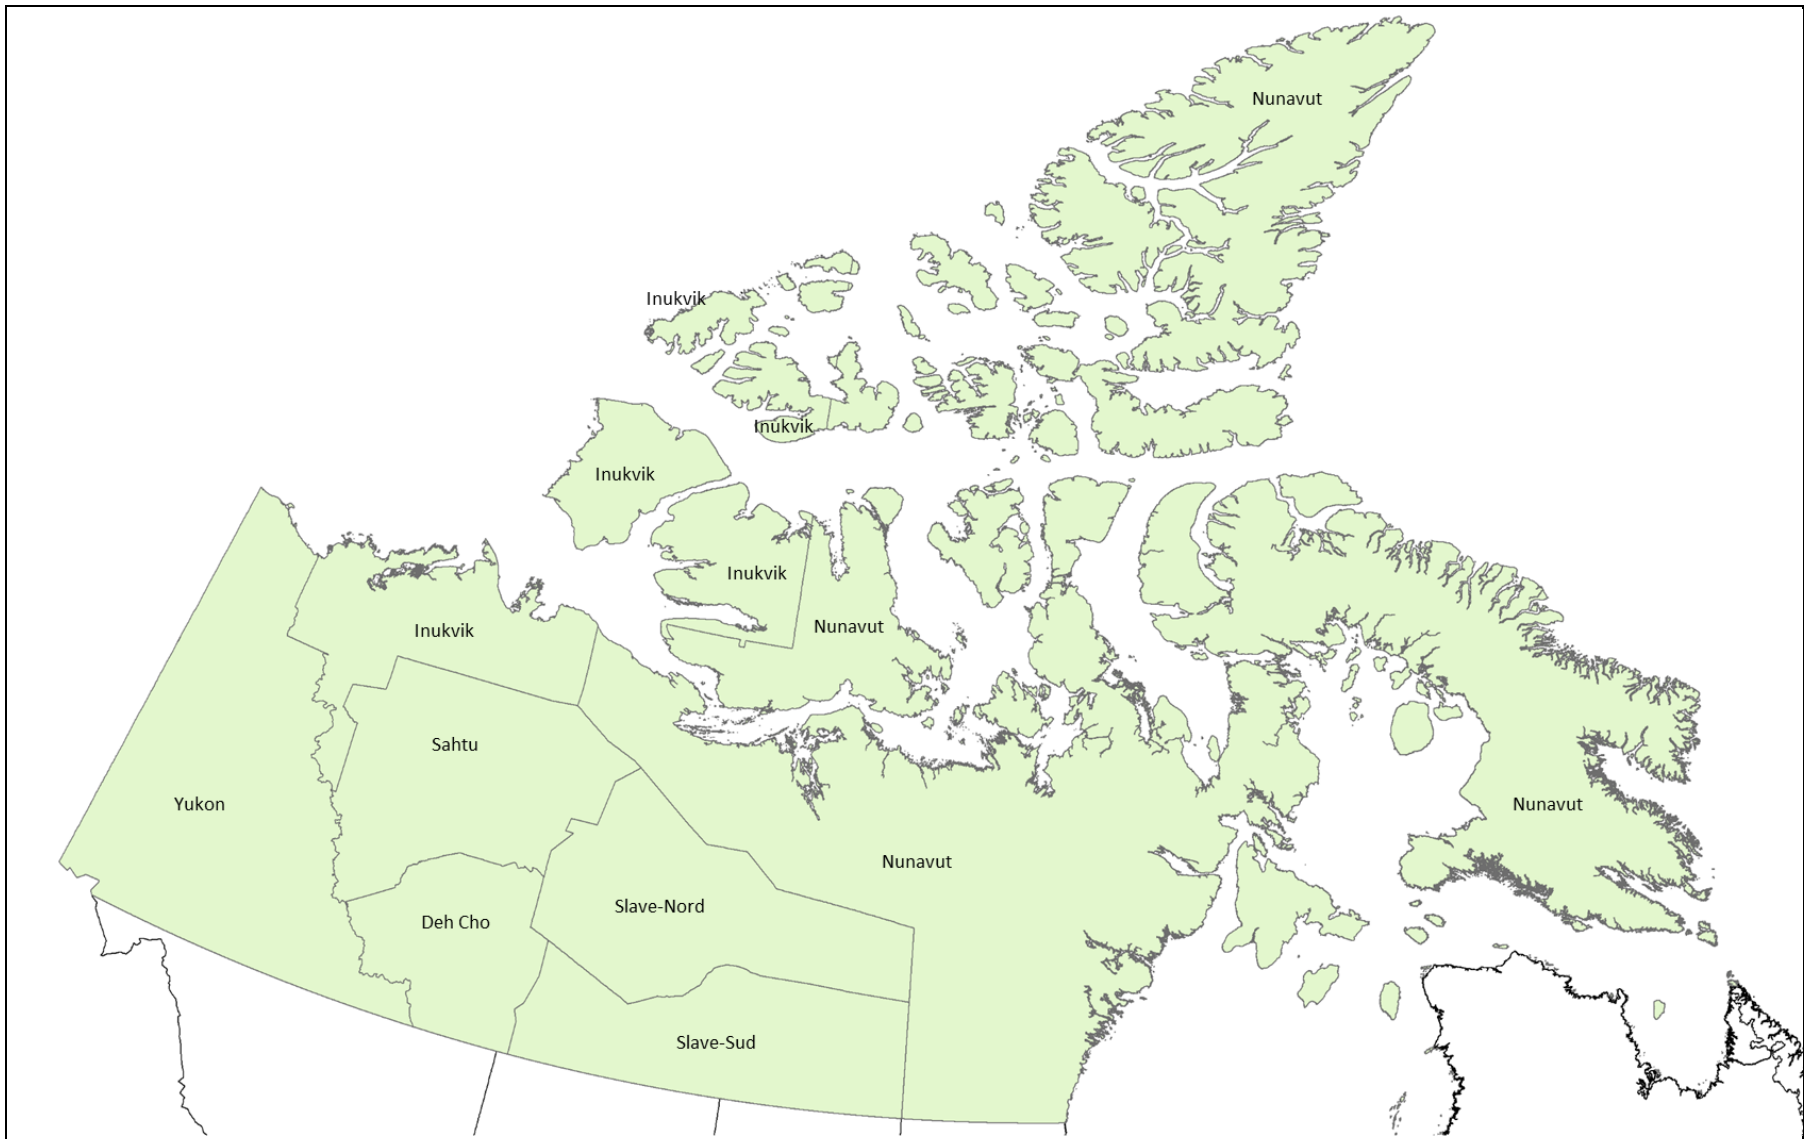 Nunavut
Inukvik
Inukvik
Inukvik
Inukvik
Nunavut
Inukvik
Sahtu
Yukon
Nunavut
Nunavut
Slave-Nord
Deh Cho
Slave-Sud